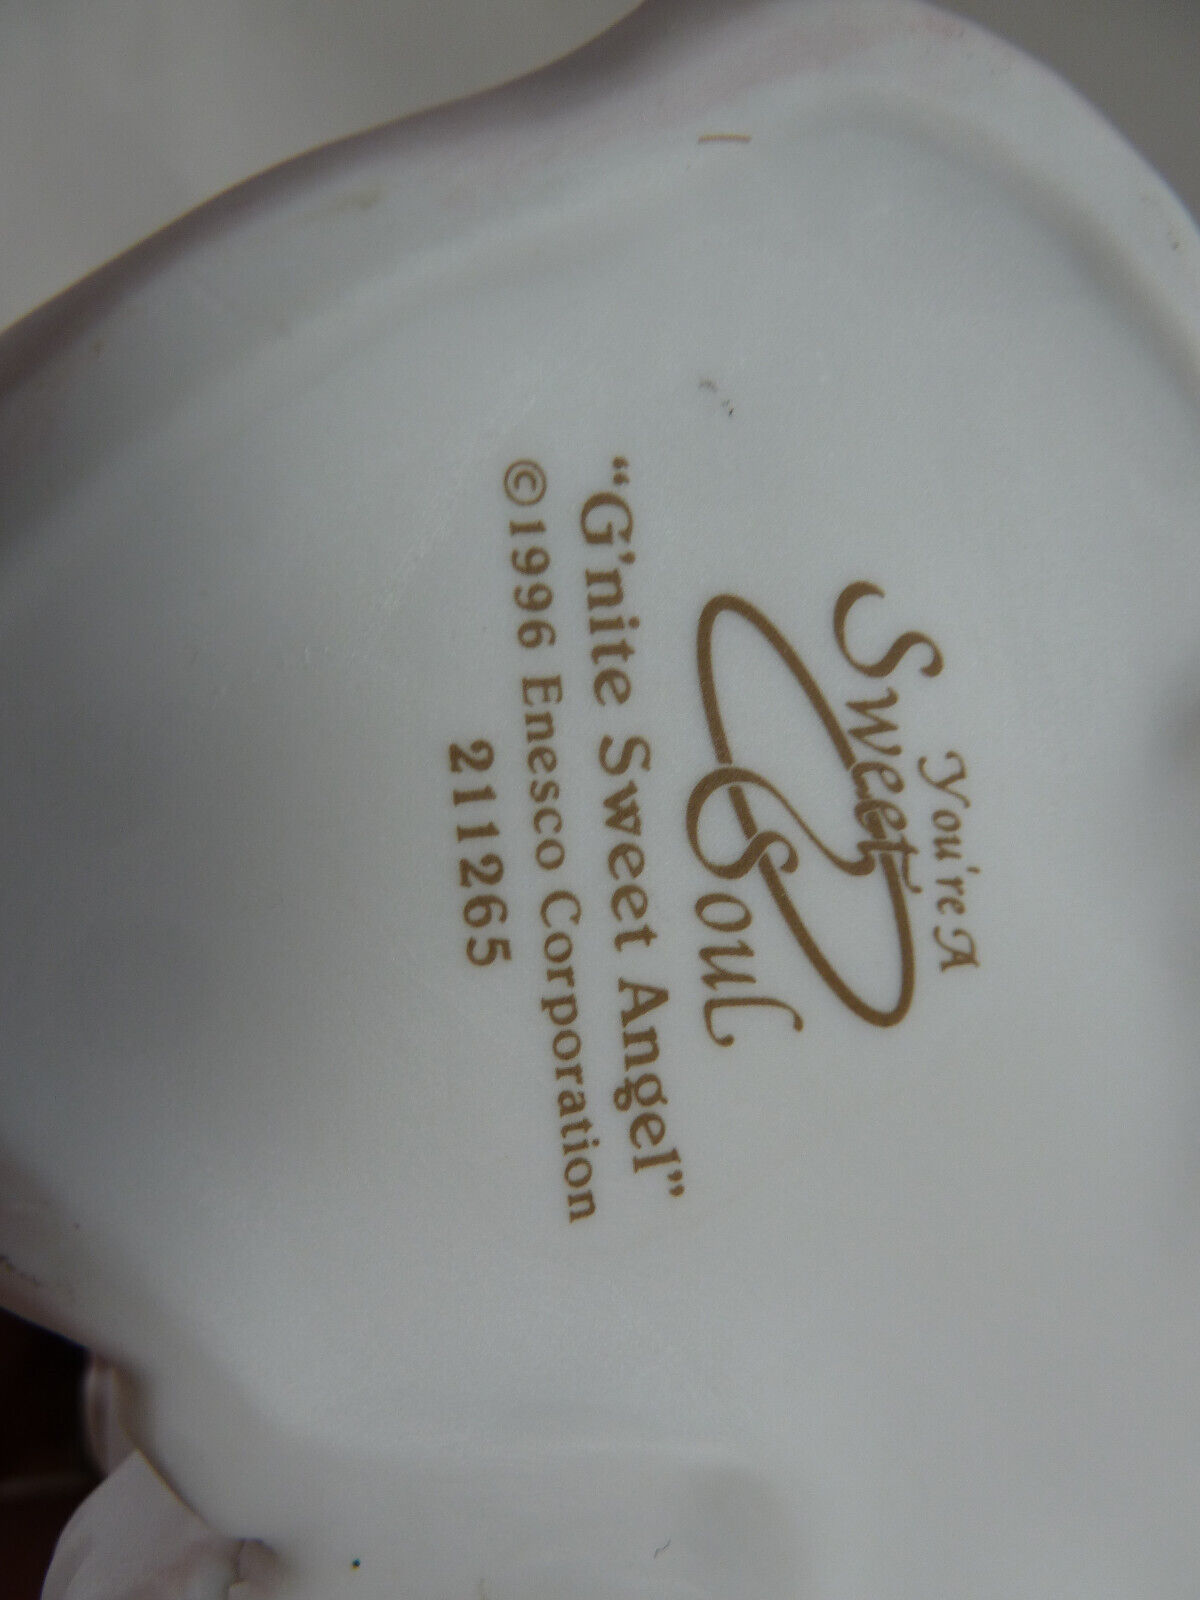 You're A
Sweet
Soul
“G'nite Sweet Angel”
©1996 Enesco Corporation
211265